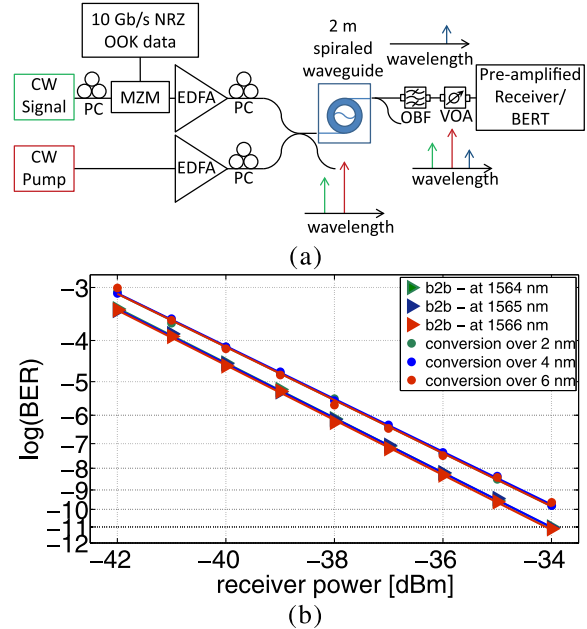 10 Gb/s NRZ
OOK data
CW
Signal
PC
MZM
EDFA
PC
2 m
spiraled
waveguide
wavelength
OBF
VOA
Pre-amplified
Receiver/
BERT
CW
Pump
EDFA
PC
wavelength
wavelength
(a)
b2b – at 1564 nm
b2b – at 1565 nm
b2b – at 1566 nm
conversion over 2 nm
conversion over 4 nm
conversion over 6 nm
log(BER)
−3
−4
−5
−6
−7
−8
−9
−10
−11
−12
−42
−40
−38
−36
−34
receiver power [dBm]
(b)